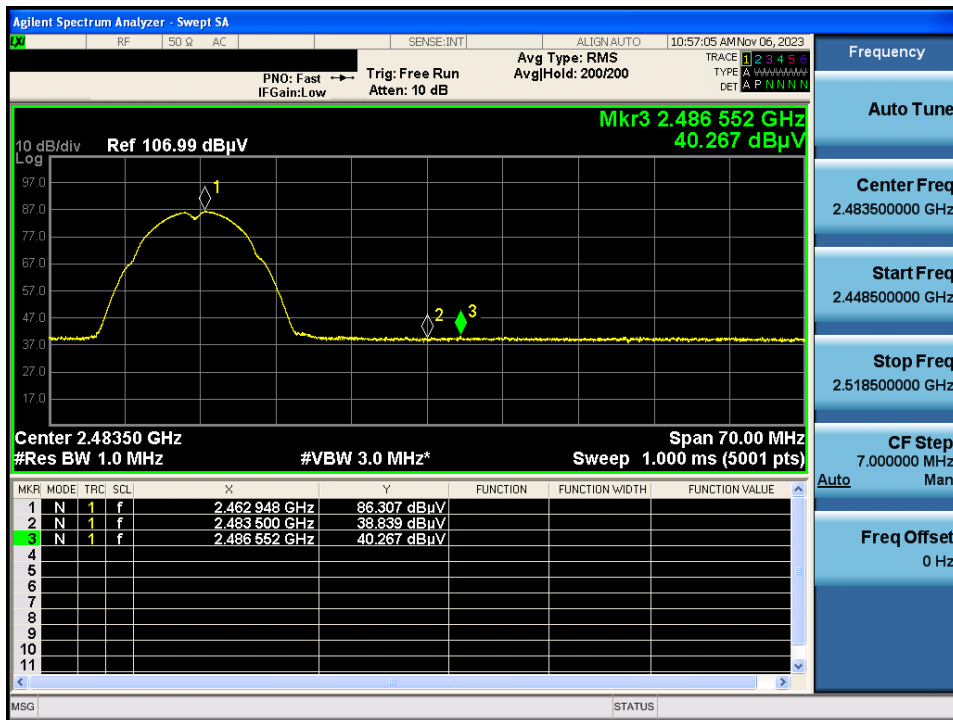 Agilent Spectrum Analyzer - Swept SA
LXI RF 50 Ω AC SENSE:INT ALIGN AUTO 10:57:05 AM Nov 06, 2023
PNO: Fast
IFGain:Low
Trig: Free Run
Atten: 10 dB
Avg Type: RMS
Avg|Hold: 200/200
TRACE 1 2 3 4 5 6
TYPE A WWWWW
DET A P N N N N
Mkr3 2.486 552 GHz
40.267 dBµV
10 dB/div Ref 106.99 dBµV
Log
97.0
87.0
77.0
67.0
57.0
47.0
37.0
27.0
17.0
1
2
3
Center 2.48350 GHz Span 70.00 MHz
#Res BW 1.0 MHz #VBW 3.0 MHz* Sweep 1.000 ms (5001 pts)
MKR MODE TRC SCL X Y FUNCTION FUNCTION WIDTH FUNCTION VALUE
1 N 1 f 2.462 948 GHz 86.307 dBµV
2 N 1 f 2.483 500 GHz 38.839 dBµV
3 N 1 f 2.486 552 GHz 40.267 dBµV
4
5
6
7
8
9
10
11
MSG STATUS
Frequency
Auto Tune
Center Freq
2.483500000 GHz
Start Freq
2.448500000 GHz
Stop Freq
2.518500000 GHz
CF Step
7.000000 MHz
Auto Man
Freq Offset
0 Hz